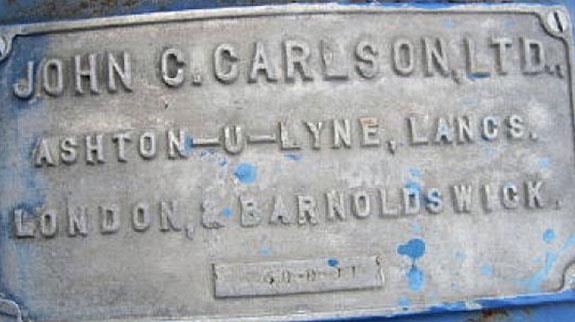 JOHN C. CARLSON, LTD.,
ASHTON-U-LYNE, LANCS.
LONDON, & BARNOLDSWICK.